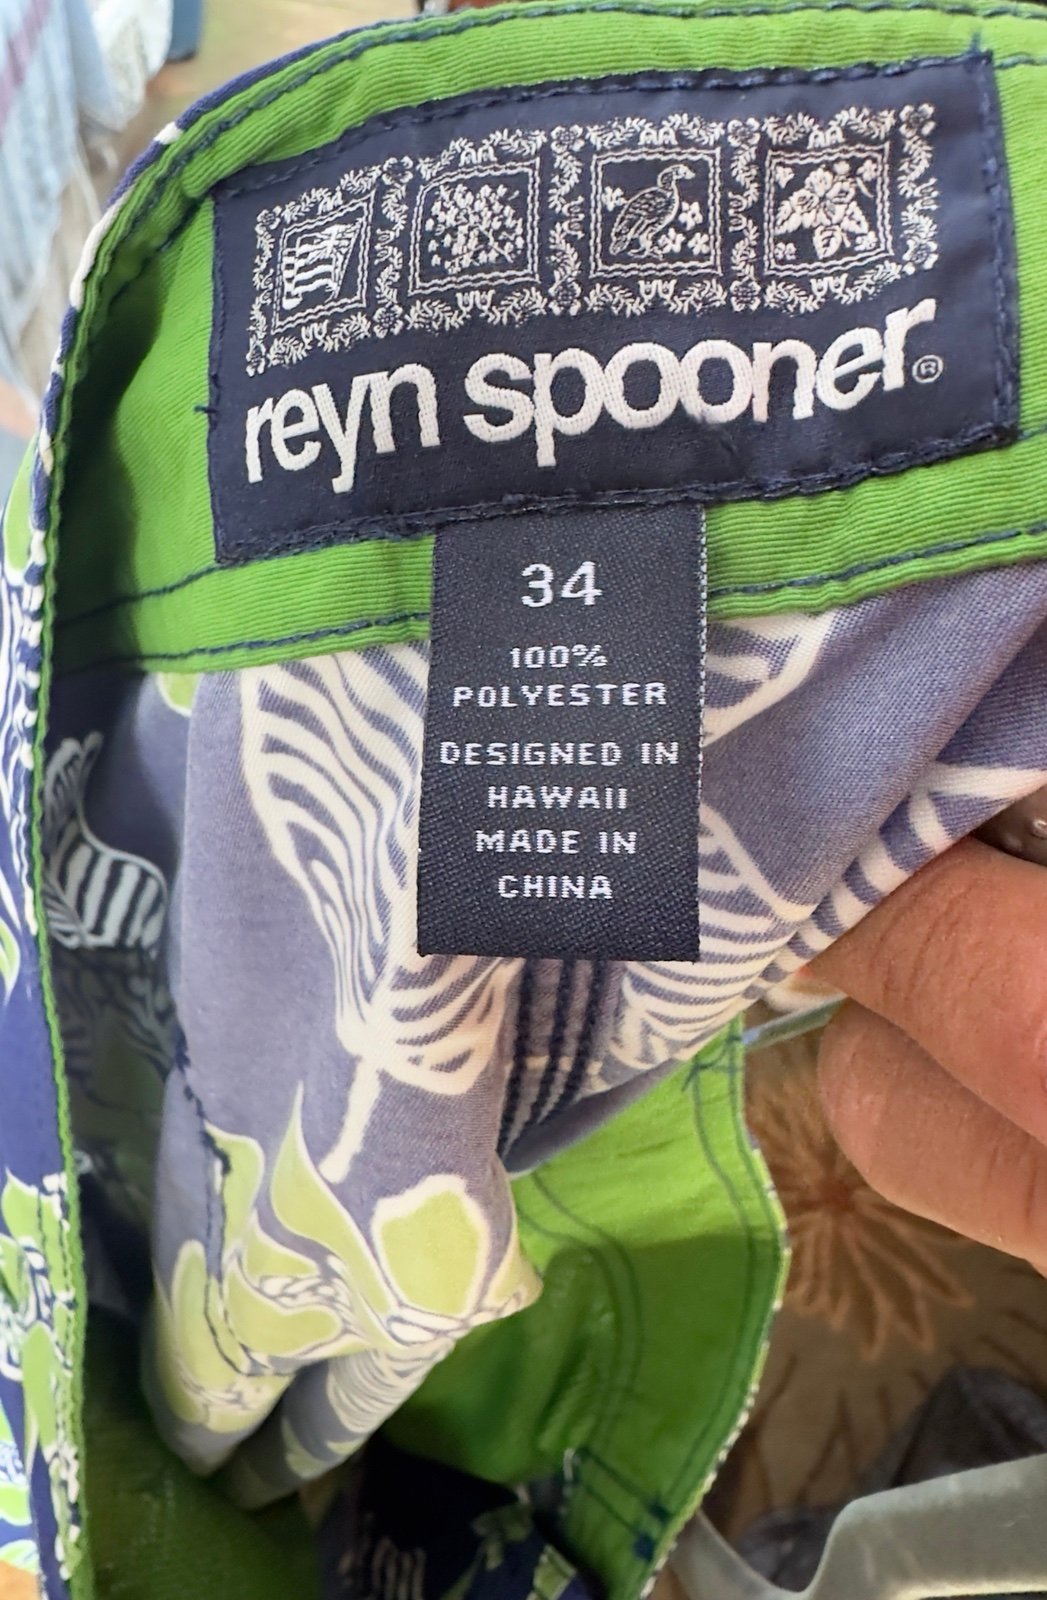 reyn spooner®
34
100%
POLYESTER
DESIGNED IN
HAWAII
MADE IN
CHINA